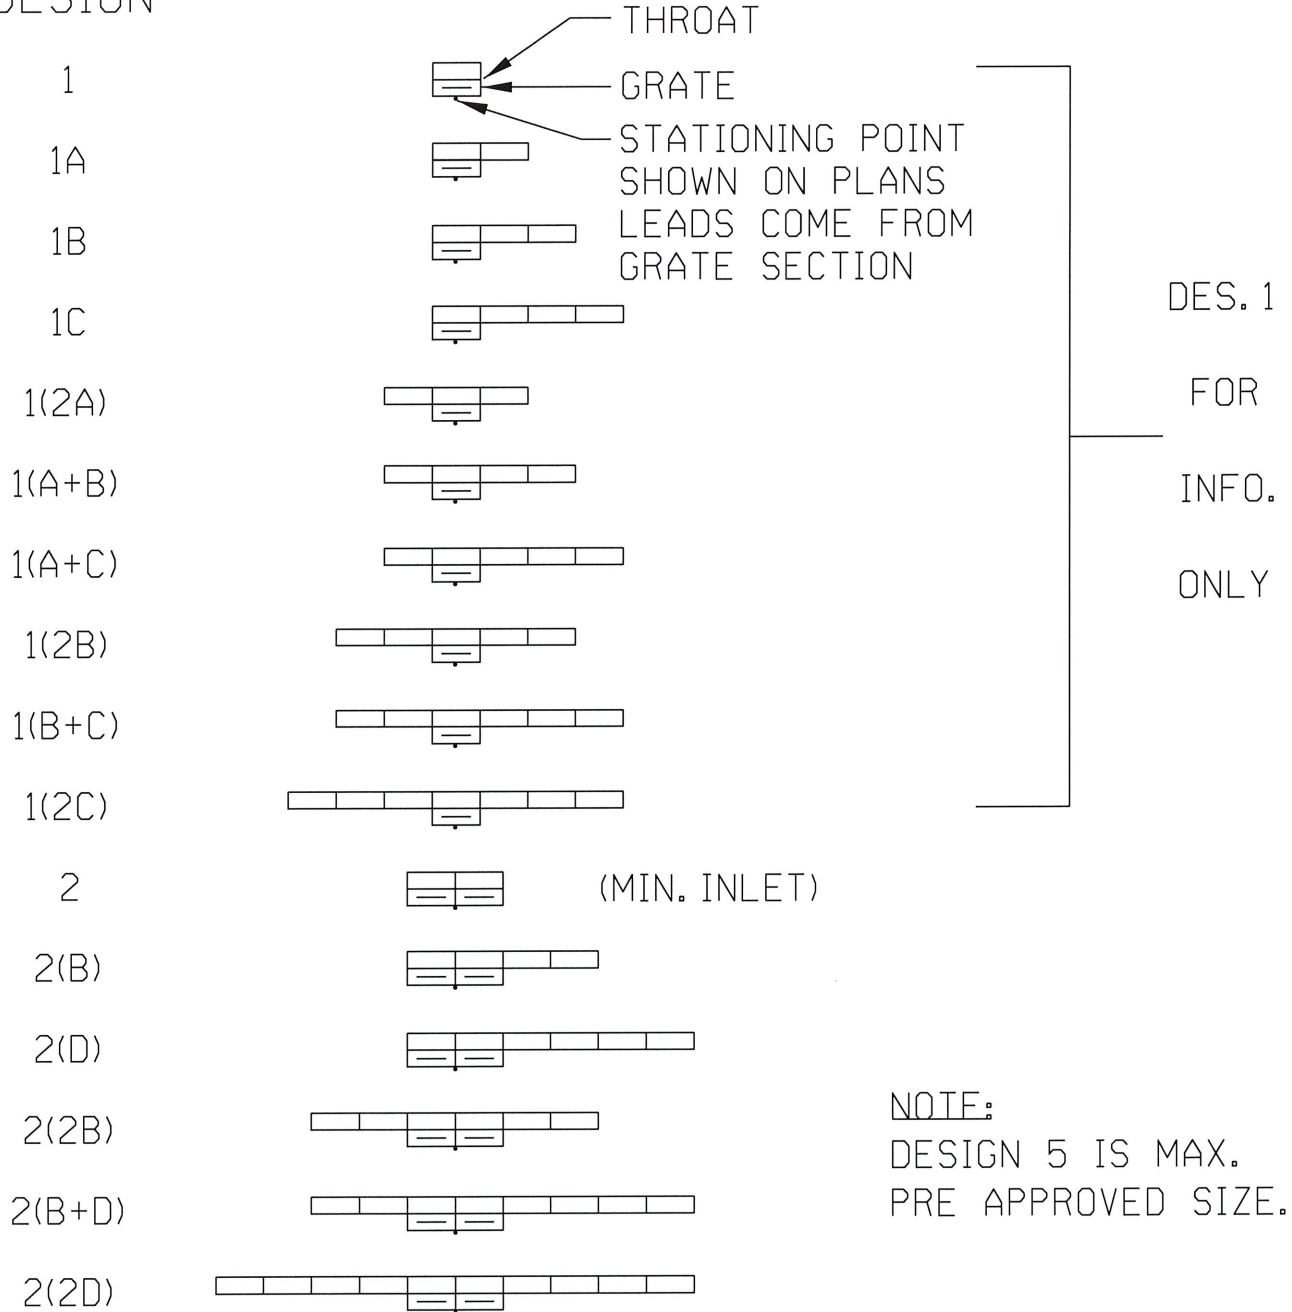 DESIGN
THROAT
1
GRATE
STATIONING POINT
1A
SHOWN ON PLANS
LEADS COME FROM
1B
GRATE SECTION
1C
1(2A)
1(A+B)
1(A+C)
1(2B)
1(B+C)
1(2C)
DES. 1
FOR
INFO.
ONLY
2
(MIN. INLET)
2(B)
2(D)
2(2B)
2(B+D)
2(2D)
NOTE:
DESIGN 5 IS MAX.
PRE APPROVED SIZE.